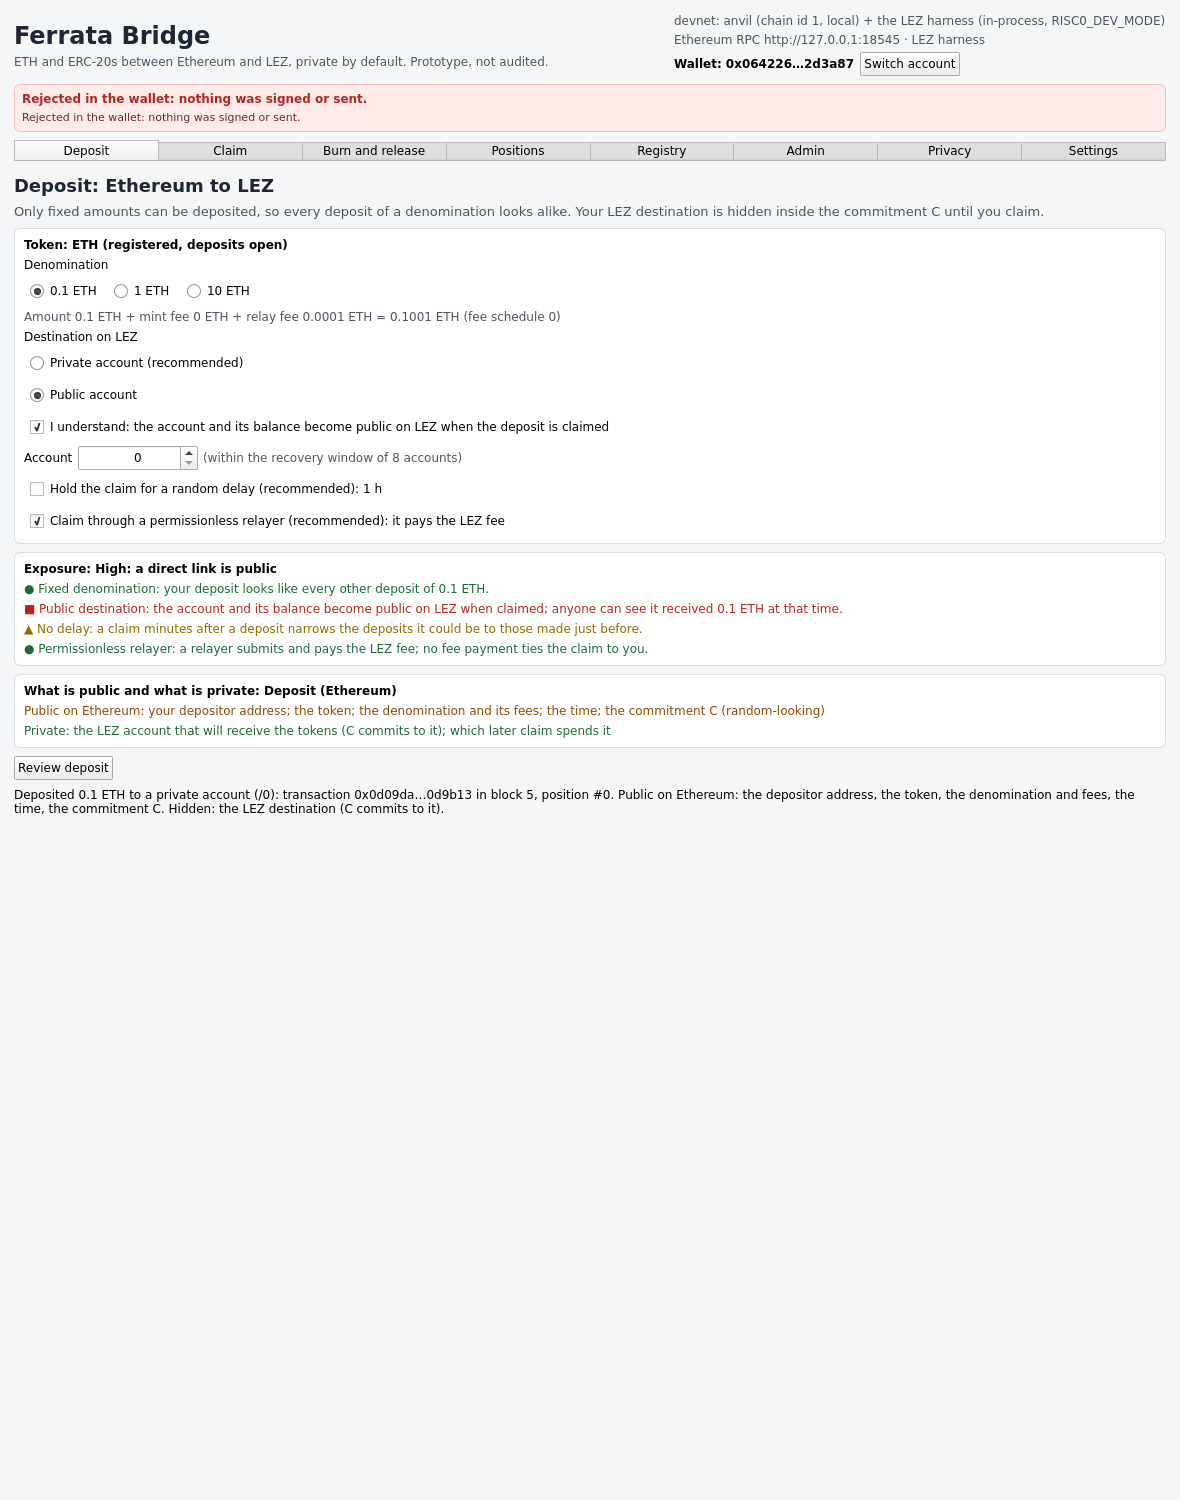 Ferrata Bridge
ETH and ERC-20s between Ethereum and LEZ, private by default. Prototype, not audited.
devnet: anvil (chain id 1, local) + the LEZ harness (in-process, RISC0_DEV_MODE)
Ethereum RPC http://127.0.0.1:18545 · LEZ harness
Wallet: 0x064226…2d3a87 Switch account
Rejected in the wallet: nothing was signed or sent.
Rejected in the wallet: nothing was signed or sent.
Deposit Claim Burn and release Positions Registry Admin Privacy Settings
Deposit: Ethereum to LEZ
Only fixed amounts can be deposited, so every deposit of a denomination looks alike. Your LEZ destination is hidden inside the commitment C until you claim.
Token: ETH (registered, deposits open)
Denomination
0.1 ETH 1 ETH 10 ETH
Amount 0.1 ETH + mint fee 0 ETH + relay fee 0.0001 ETH = 0.1001 ETH (fee schedule 0)
Destination on LEZ
Private account (recommended)
Public account
I understand: the account and its balance become public on LEZ when the deposit is claimed
Account 0 (within the recovery window of 8 accounts)
Hold the claim for a random delay (recommended): 1 h
Claim through a permissionless relayer (recommended): it pays the LEZ fee
Exposure: High: a direct link is public
● Fixed denomination: your deposit looks like every other deposit of 0.1 ETH.
■ Public destination: the account and its balance become public on LEZ when claimed; anyone can see it received 0.1 ETH at that time.
▲ No delay: a claim minutes after a deposit narrows the deposits it could be to those made just before.
● Permissionless relayer: a relayer submits and pays the LEZ fee; no fee payment ties the claim to you.
What is public and what is private: Deposit (Ethereum)
Public on Ethereum: your depositor address; the token; the denomination and its fees; the time; the commitment C (random-looking)
Private: the LEZ account that will receive the tokens (C commits to it); which later claim spends it
Review deposit
Deposited 0.1 ETH to a private account (/0): transaction 0x0d09da…0d9b13 in block 5, position #0. Public on Ethereum: the depositor address, the token, the denomination and fees, the
time, the commitment C. Hidden: the LEZ destination (C commits to it).